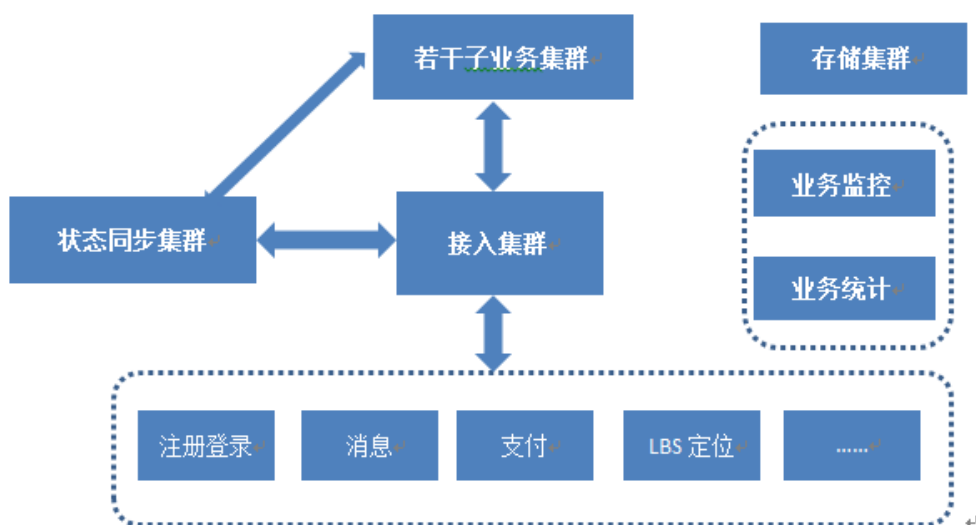 若干子业务集群
存储集群
业务监控
状态同步集群
接入集群
业务统计
注册登录
消息
支付
LBS 定位
......